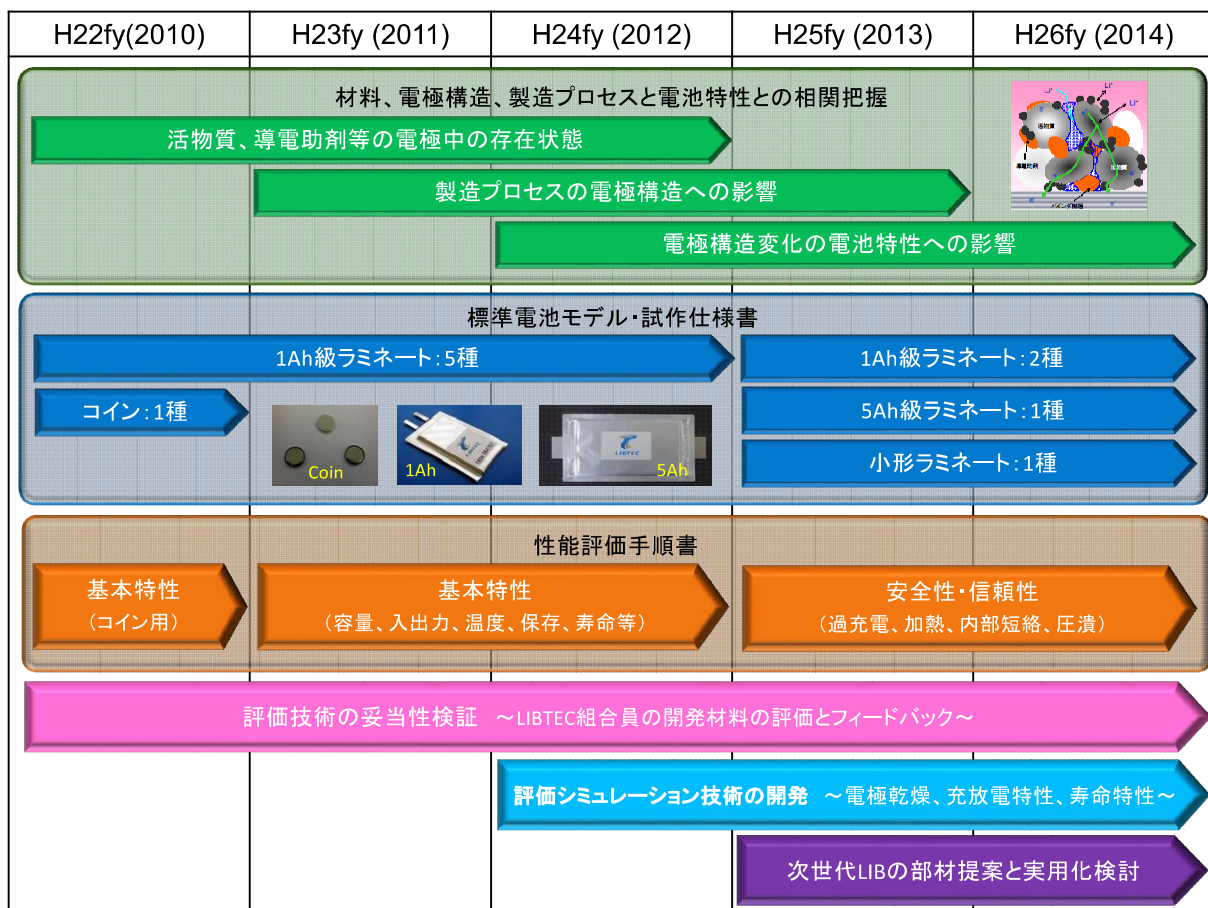 H22fy(2010)
H23fy (2011)
H24fy (2012)
H25fy (2013)
H26fy (2014)
材料、電極構造、製造プロセスと電池特性との相関把握
活物質、導電助剤等の電極中の存在状態
製造プロセスの電極構造への影響
電極構造変化の電池特性への影響
Li⁺
Li⁺
活物質
導電助剤
標準電池モデル・試作仕様書
1Ah級ラミネート：5種
1Ah級ラミネート：2種
コイン：1種
5Ah級ラミネート：1種
小形ラミネート：1種
Coin
LIBTEC
1Ah
LIBTEC
5Ah
性能評価手順書
基本特性
（コイン用）
基本特性
（容量、入出力、温度、保存、寿命等）
安全性・信頼性
（過充電、加熱、内部短絡、圧潰）
評価技術の妥当性検証　～LIBTEC組合員の開発材料の評価とフィードバック～
評価シミュレーション技術の開発　～電極乾燥、充放電特性、寿命特性～
次世代LIBの部材提案と実用化検討